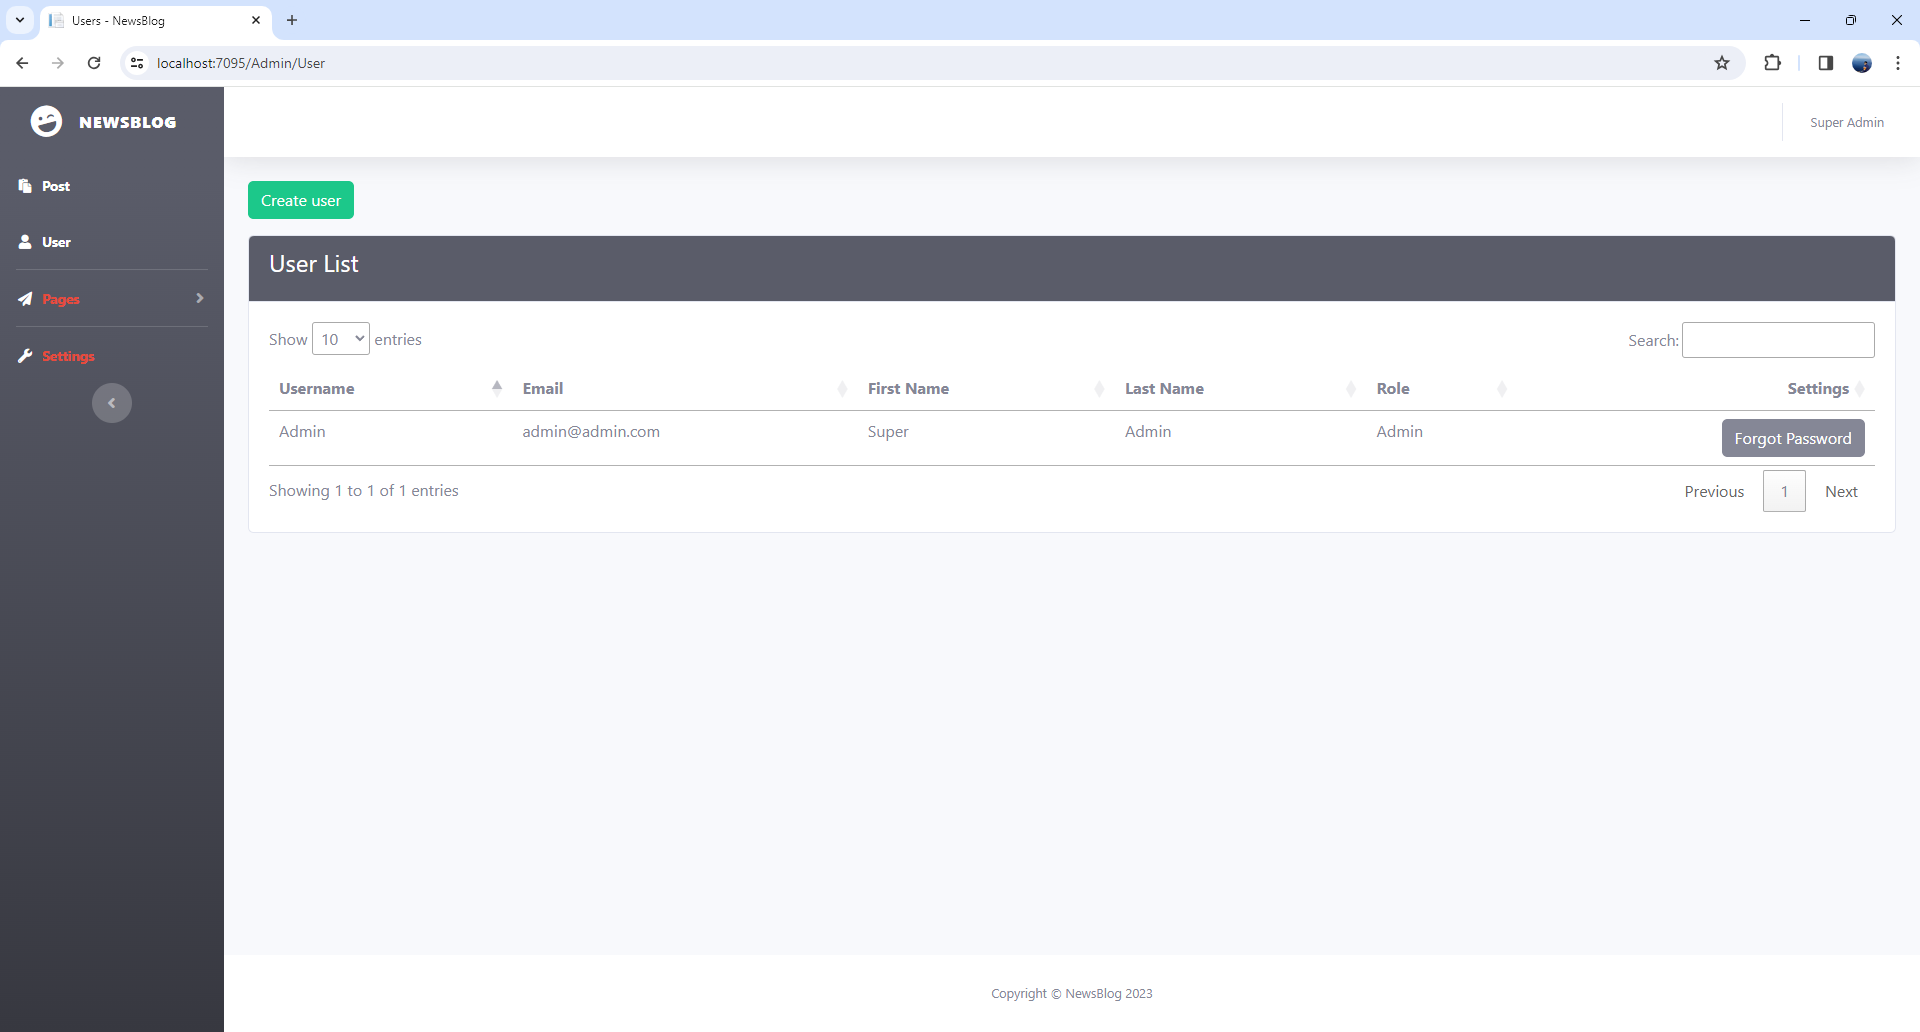 Users - NewsBlog
localhost:7095/Admin/User
NEWSBLOG
Super Admin
Post
User
Pages
Settings
Create user
User List
Show 10 entries
Search:
Username Email First Name Last Name Role Settings
Admin admin@admin.com Super Admin Admin Forgot Password
Showing 1 to 1 of 1 entries
Previous 1 Next
Copyright © NewsBlog 2023